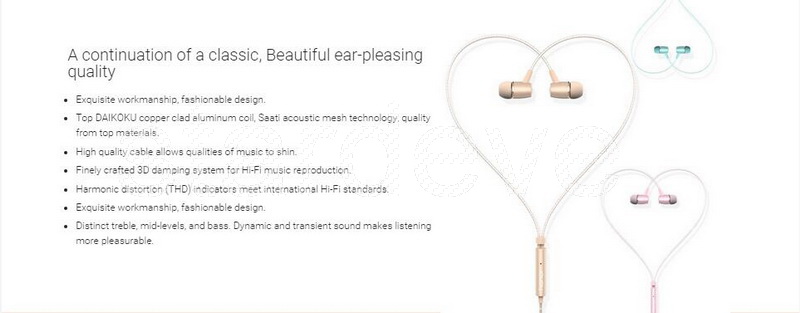 A continuation of a classic, Beautiful ear-pleasing
quality
Exquisite workmanship, fashionable design.
Top DAIKOKU copper clad aluminum coil, Saati acoustic mesh technology, quality
from top materials.
High quality cable allows qualities of music to shin.
Finely crafted 3D damping system for Hi-Fi music reproduction.
Harmonic distortion (THD) indicators meet international Hi-Fi standards.
Exquisite workmanship, fashionable design.
Distinct treble, mid-levels, and bass. Dynamic and transient sound makes listening
more pleasurable.